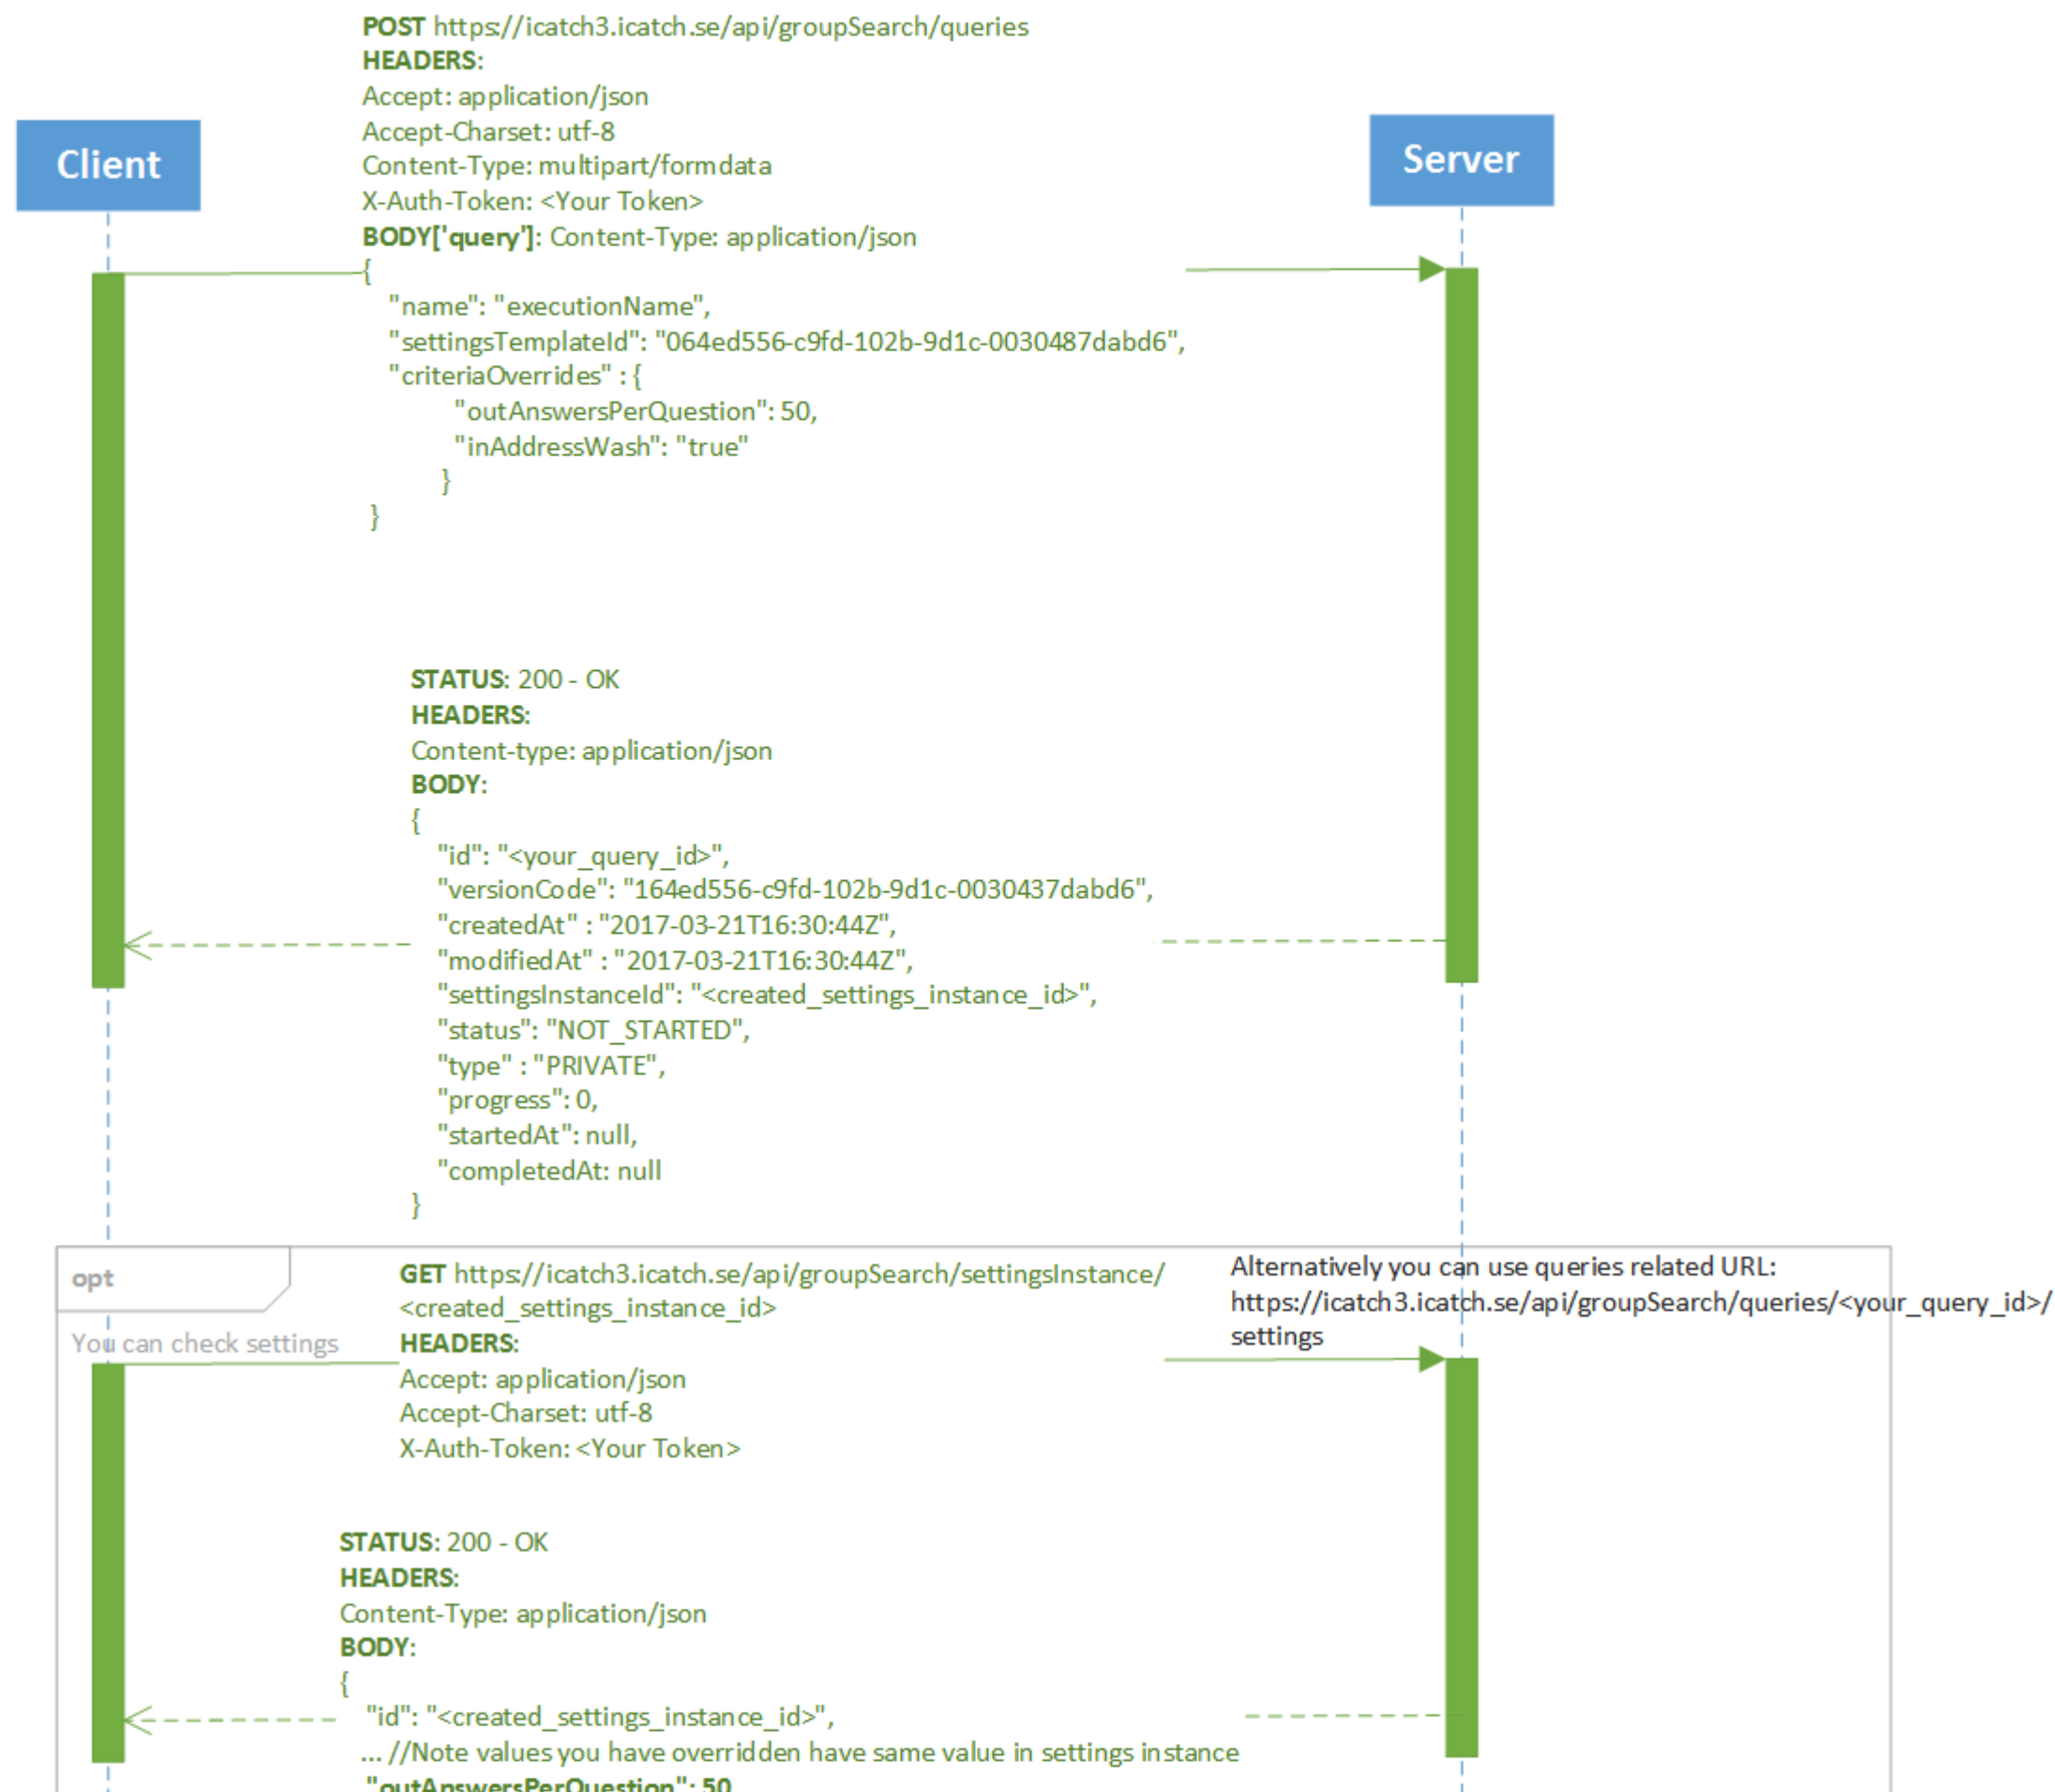 POST https://icatch3.icatch.se/api/groupSearch/queries
HEADERS:
Accept: application/json
Accept-Charset: utf-8
Content-Type: multipart/formdata
X-Auth-Token: <Your Token>
BODY['query']: Content-Type: application/json
Client
Server
{
"name": "executionName",
"settingsTemplateId": "064ed556-c9fd-102b-9d1c-0030487dabd6",
"criteriaOverrides" : {
"outAnswersPerQuestion": 50,
"inAddressWash": "true"
}
}
STATUS: 200 - OK
HEADERS:
Content-type: application/json
BODY:
{
"id": "<your_query_id>",
"versionCode": "164ed556-c9fd-102b-9d1c-0030437dabd6",
"createdAt" : "2017-03-21T16:30:44Z",
"modifiedAt" : "2017-03-21T16:30:44Z",
"settingsInstanceId": "<created_settings_instance_id>",
"status": "NOT_STARTED",
"type" : "PRIVATE",
"progress": 0,
"startedAt": null,
"completedAt: null
}
opt
You can check settings
GET https://icatch3.icatch.se/api/groupSearch/settingsInstance/
<created_settings_instance_id>
HEADERS:
Accept: application/json
Accept-Charset: utf-8
X-Auth-Token: <Your Token>
Alternatively you can use queries related URL:
https://icatch3.icatch.se/api/groupSearch/queries/<your_query_id>/
settings
STATUS: 200 - OK
HEADERS:
Content-Type: application/json
BODY:
{
"id": "<created_settings_instance_id>",
... //Note values you have overridden have same value in settings instance
"outAnswersPerQuestion": 50